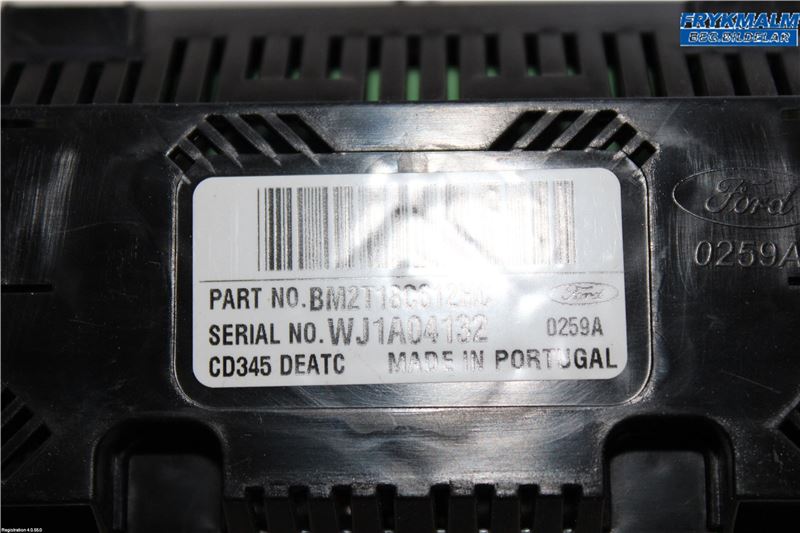 FRYKMALM
BEG.BILDELAR
Ford
0259A
PART NO.
Ford
SERIAL NO. WJ1A04132 0259A
CD345 DEATC MADE IN PORTUGAL
Registration 4.0.55.0